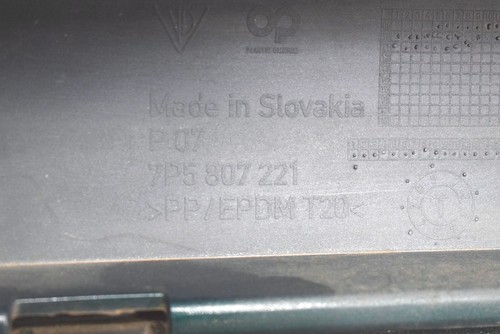 Made in Slovakia
P 07
7P5 807 221
>PP/EPDM T20<